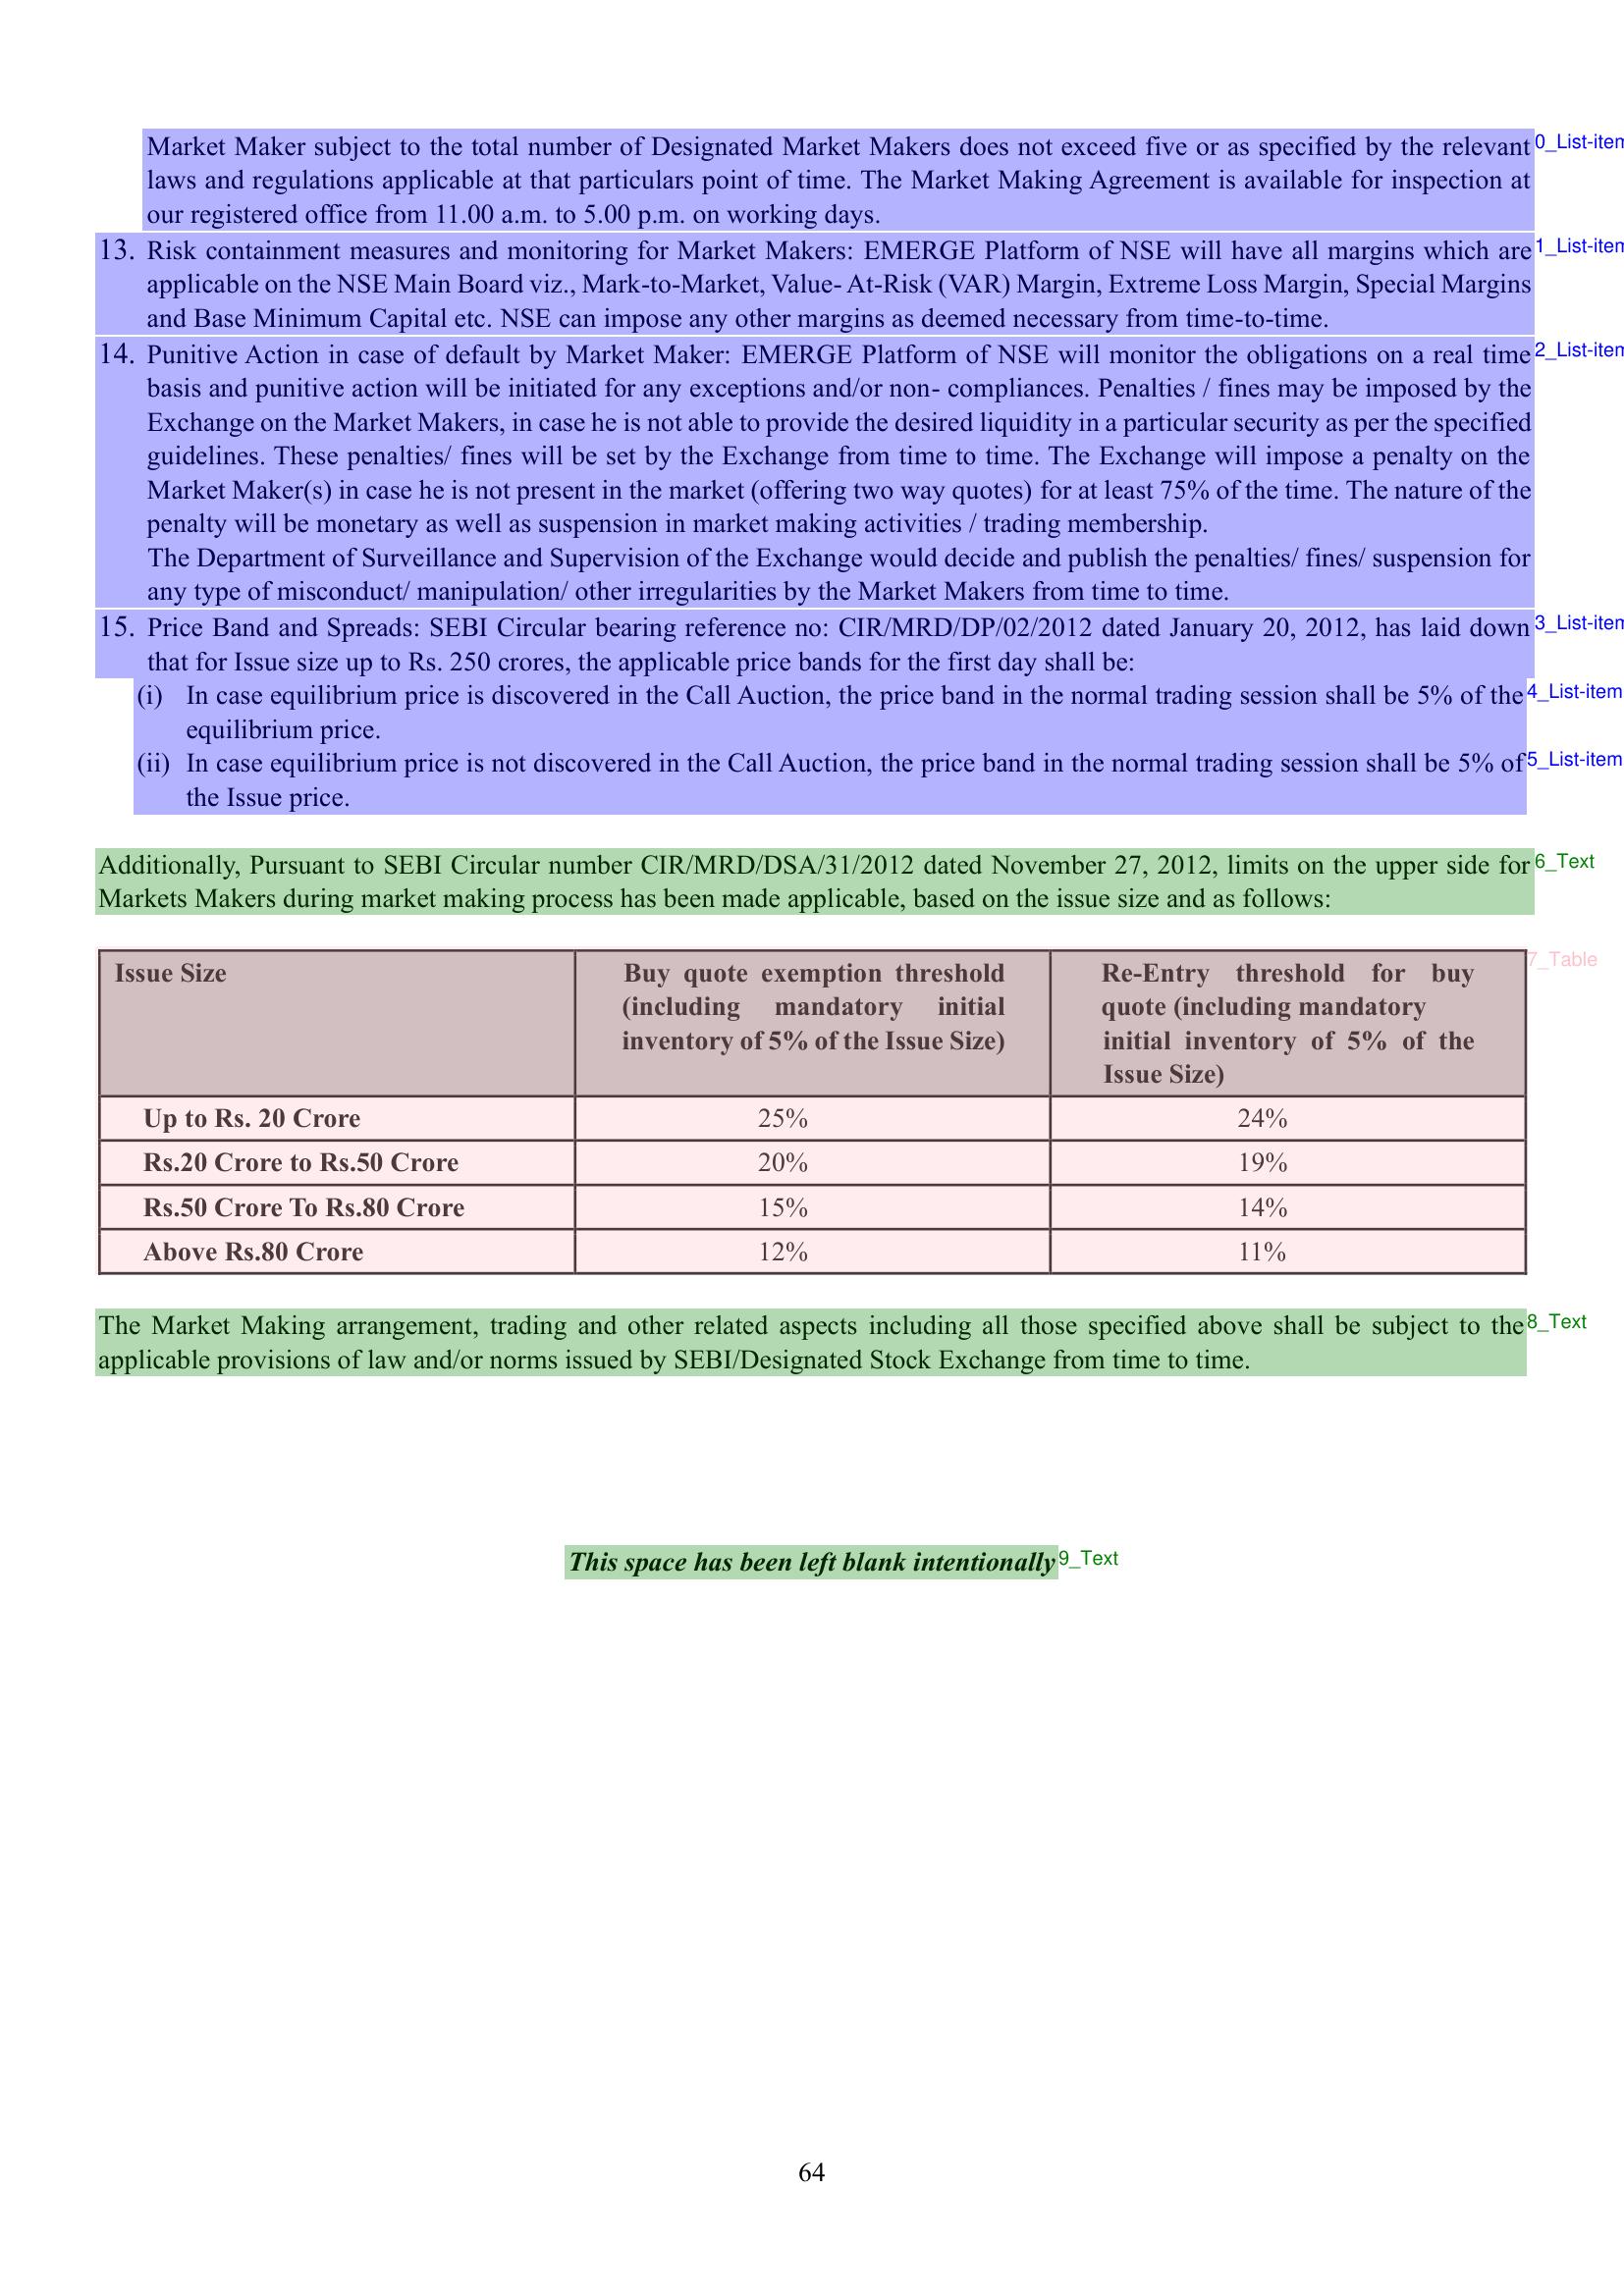 Market Maker subject to the total number of Designated Market Makers does not exceed five or as specified by the relevant
0_List-item
laws and regulations applicable at that particulars point of time. The Market Making Agreement is available for inspection at
our registered office from 11.00 a.m. to 5.00 p.m. on working days.
13. Risk containment measures and monitoring for Market Makers: EMERGE Platform of NSE will have all margins which are
1_List-item
applicable on the NSE Main Board viz., Mark-to-Market, Value- At-Risk (VAR) Margin, Extreme Loss Margin, Special Margins
and Base Minimum Capital etc. NSE can impose any other margins as deemed necessary from time-to-time.
14. Punitive Action in case of default by Market Maker: EMERGE Platform of NSE will monitor the obligations on a real time
2_List-item
basis and punitive action will be initiated for any exceptions and/or non- compliances. Penalties / fines may be imposed by the
Exchange on the Market Makers, in case he is not able to provide the desired liquidity in a particular security as per the specified
guidelines. These penalties/ fines will be set by the Exchange from time to time. The Exchange will impose a penalty on the
Market Maker(s) in case he is not present in the market (offering two way quotes) for at least 75% of the time. The nature of the
penalty will be monetary as well as suspension in market making activities / trading membership.
The Department of Surveillance and Supervision of the Exchange would decide and publish the penalties/ fines/ suspension for
any type of misconduct/ manipulation/ other irregularities by the Market Makers from time to time.
15. Price Band and Spreads: SEBI Circular bearing reference no: CIR/MRD/DP/02/2012 dated January 20, 2012, has laid down
3_List-item
that for Issue size up to Rs. 250 crores, the applicable price bands for the first day shall be:
(i) In case equilibrium price is discovered in the Call Auction, the price band in the normal trading session shall be 5% of the
4_List-item
equilibrium price.
(ii) In case equilibrium price is not discovered in the Call Auction, the price band in the normal trading session shall be 5% of
5_List-item
the Issue price.
Additionally, Pursuant to SEBI Circular number CIR/MRD/DSA/31/2012 dated November 27, 2012, limits on the upper side for
6_Text
Markets Makers during market making process has been made applicable, based on the issue size and as follows:
7_Table
Issue Size
Buy quote exemption threshold
(including mandatory initial
inventory of 5% of the Issue Size)
Re-Entry threshold for buy
quote (including mandatory
initial inventory of 5% of the
Issue Size)
Up to Rs. 20 Crore 25% 24%
Rs.20 Crore to Rs.50 Crore 20% 19%
Rs.50 Crore To Rs.80 Crore 15% 14%
Above Rs.80 Crore 12% 11%
The Market Making arrangement, trading and other related aspects including all those specified above shall be subject to the
8_Text
applicable provisions of law and/or norms issued by SEBI/Designated Stock Exchange from time to time.
This space has been left blank intentionally
9_Text
64